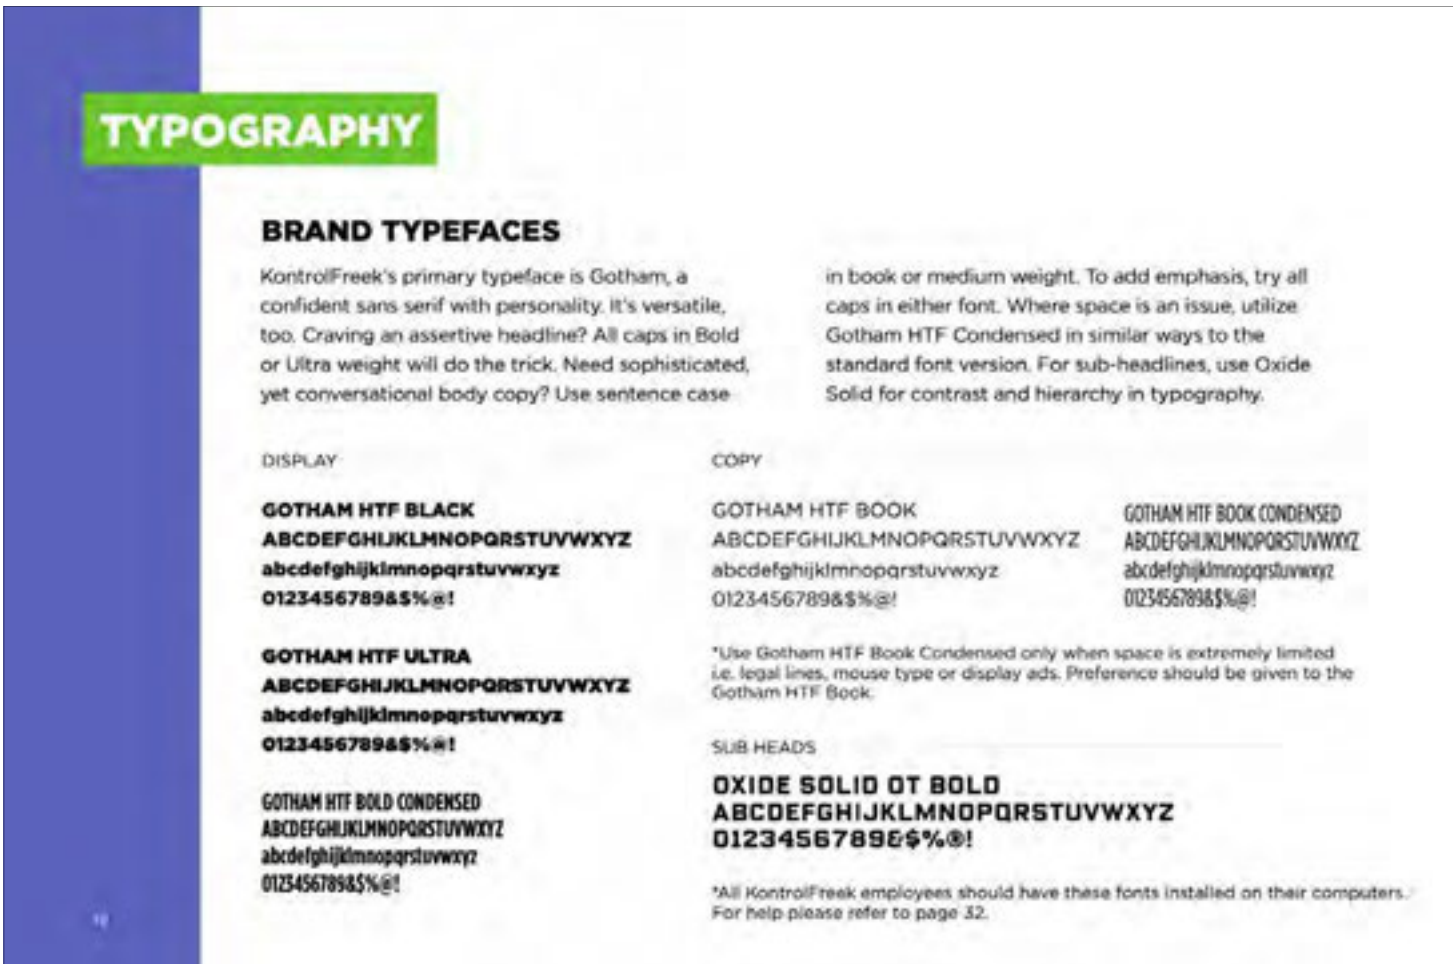 TYPOGRAPHY
BRAND TYPEFACES
KontrolFreek's primary typeface is Gotham, a
confident sans serif with personality. It's versatile,
too. Craving an assertive headline? All caps in Bold
or Ultra weight will do the trick. Need sophisticated,
yet conversational body copy? Use sentence case
in book or medium weight. To add emphasis, try all
caps in either font. Where space is an issue, utilize
Gotham HTF Condensed in similar ways to the
standard font version. For sub-headlines, use Oxide
Solid for contrast and hierarchy in typography.
DISPLAY
GOTHAM HTF BLACK
ABCDEFGHIJKLMNOPQRSTUVWXYZ
abcdefghijklmnopqrstuvwxyz
0123456789&$%@!
GOTHAM HTF ULTRA
ABCDEFGHIJKLMNOPQRSTUVWXYZ
abcdefghijklmnopqrstuvwxyz
0123456789&$%@!
GOTHAM HTF BOLD CONDENSED
ABCDEFGHIJKLMNOPQRSTUVWXYZ
abcdefghijklmnopqrstuvwxyz
0123456789&$%@!
COPY
GOTHAM HTF BOOK
ABCDEFGHIJKLMNOPQRSTUVWXYZ
abcdefghijklmnopqrstuvwxyz
0123456789&$%@!
GOTHAM HTF BOOK CONDENSED
ABCDEFGHIJKLMNOPQRSTUVWXYZ
abcdefghijklmnopqrstuvwxyz
0123456789&$%@!
*Use Gotham HTF Book Condensed only when space is extremely limited
i.e. legal lines, mouse type or display ads. Preference should be given to the
Gotham HTF Book.
SUB HEADS
OXIDE SOLID OT BOLD
ABCDEFGHIJKLMNOPQRSTUVWXYZ
0123456789&$%@!
*All KontrolFreek employees should have these fonts installed on their computers.
For help please refer to page 32.